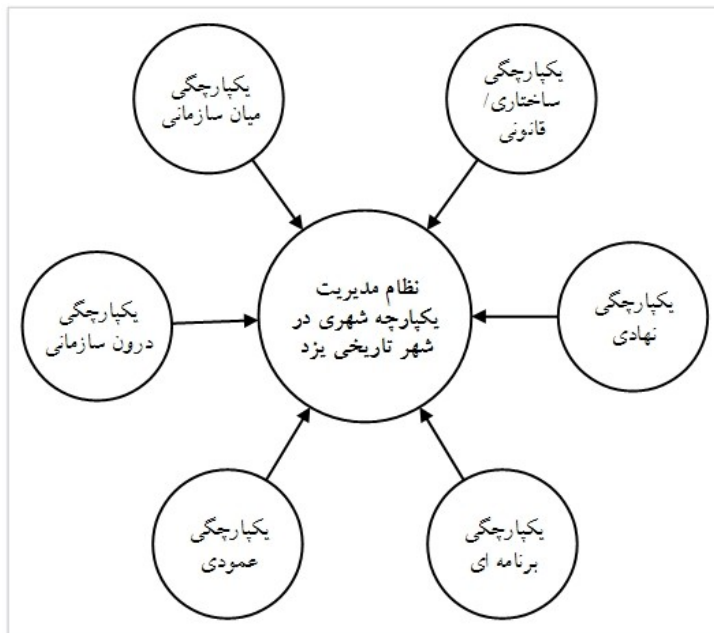 یکپارچگی
ساختاری/
قانونی
یکپارچگی
میان سازمانی
یکپارچگی
نهادی
نظام مدیریت
یکپارچه شهری در
شهر تاریخی یزد
یکپارچگی
درون سازمانی
یکپارچگی
برنامه ای
یکپارچگی
عمودی